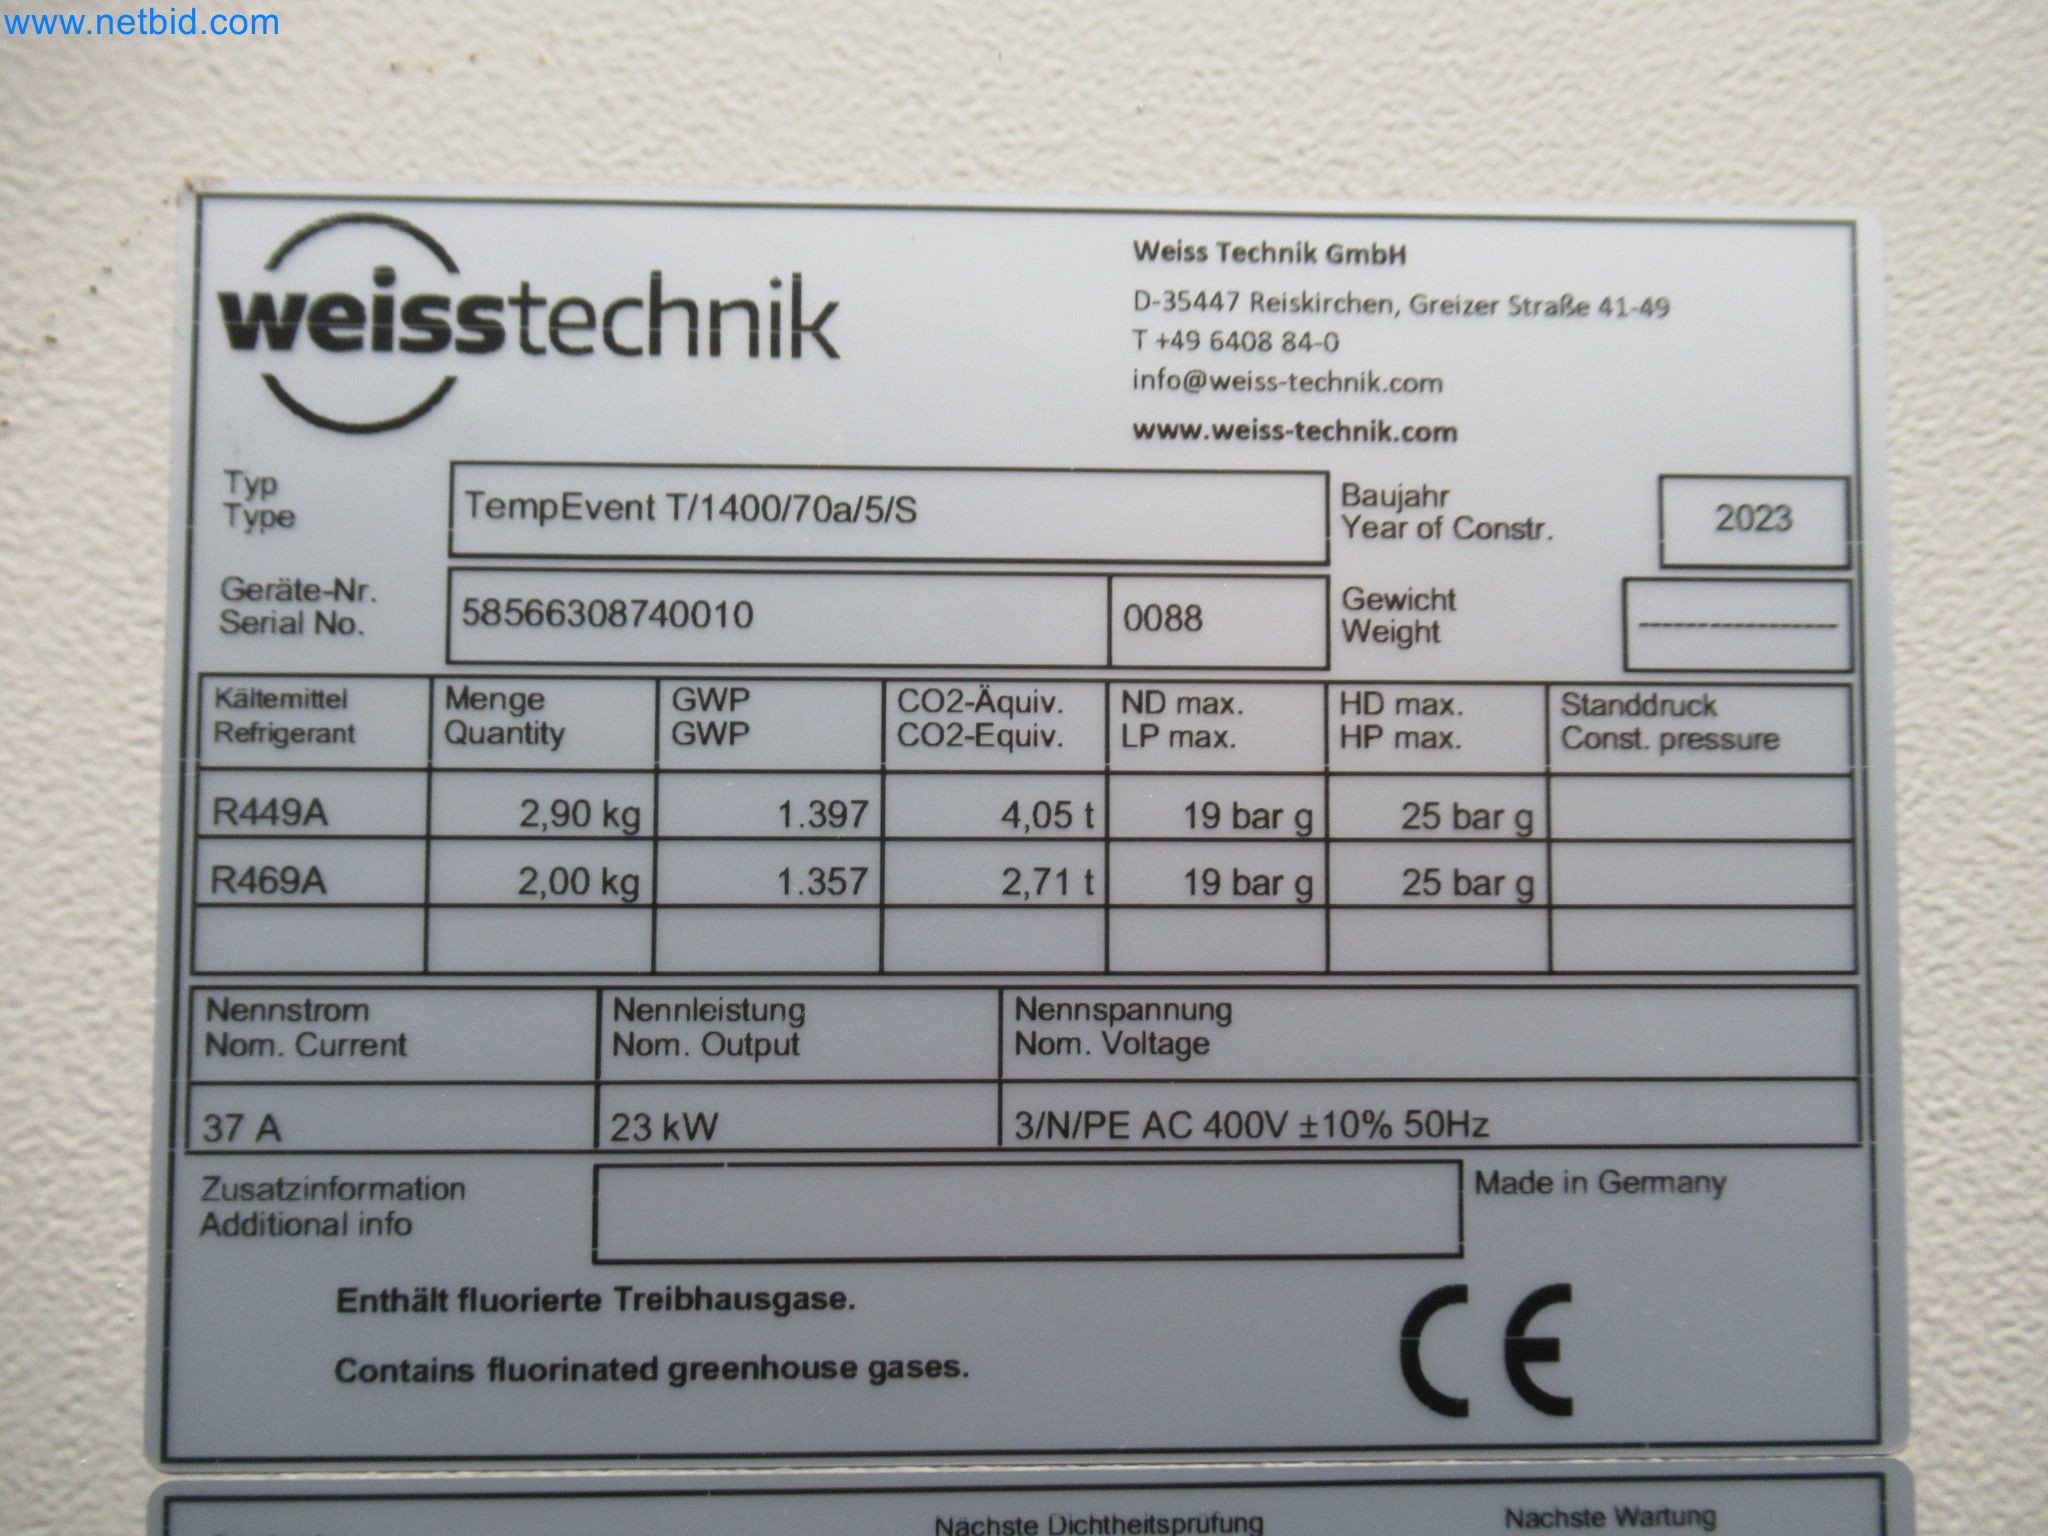 www.netbid.com
weisstechnik
Weiss Technik GmbH
D-35447 Reiskirchen, Greizer Straße 41-49
T +49 6408 84-0
info@weiss-technik.com
www.weiss-technik.com
Typ
Type
TempEvent T/1400/70a/5/S
Baujahr
Year of Constr.
2023
Geräte-Nr.
Serial No.
58566308740010
0088
Gewicht
Weight
-------------------
Kältemittel Menge GWP CO2-Äquiv. ND max. HD max. Standdruck
Refrigerant Quantity GWP CO2-Equiv. LP max. HP max. Const. pressure
R449A 2,90 kg 1.397 4,05 t 19 bar g 25 bar g
R469A 2,00 kg 1.357 2,71 t 19 bar g 25 bar g
Nennstrom Nennleistung Nennspannung
Nom. Current Nom. Output Nom. Voltage
37 A 23 kW 3/N/PE AC 400V ±10% 50Hz
Zusatzinformation
Additional info
Made in Germany
Enthält fluorierte Treibhausgase.
Contains fluorinated greenhouse gases.
CE
Nächste Dichtheitsprüfung Nächste Wartung